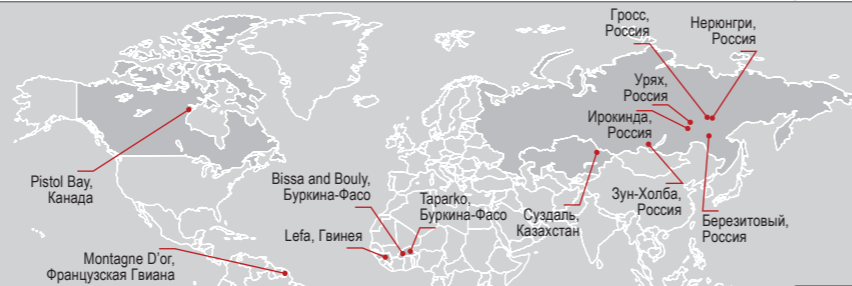 Гросс,
Россия
Нерюнгри,
Россия
Урях,
Россия
Ирокинда,
Россия
Pistol Bay,
Канада
Bissa and Bouly,
Буркина-Фасо
Taparko,
Буркина-Фасо
Lefa, Гвинея
Суздаль,
Казахстан
Зун-Холба,
Россия
Березитовый,
Россия
Montagne D'or,
Французская Гвиана